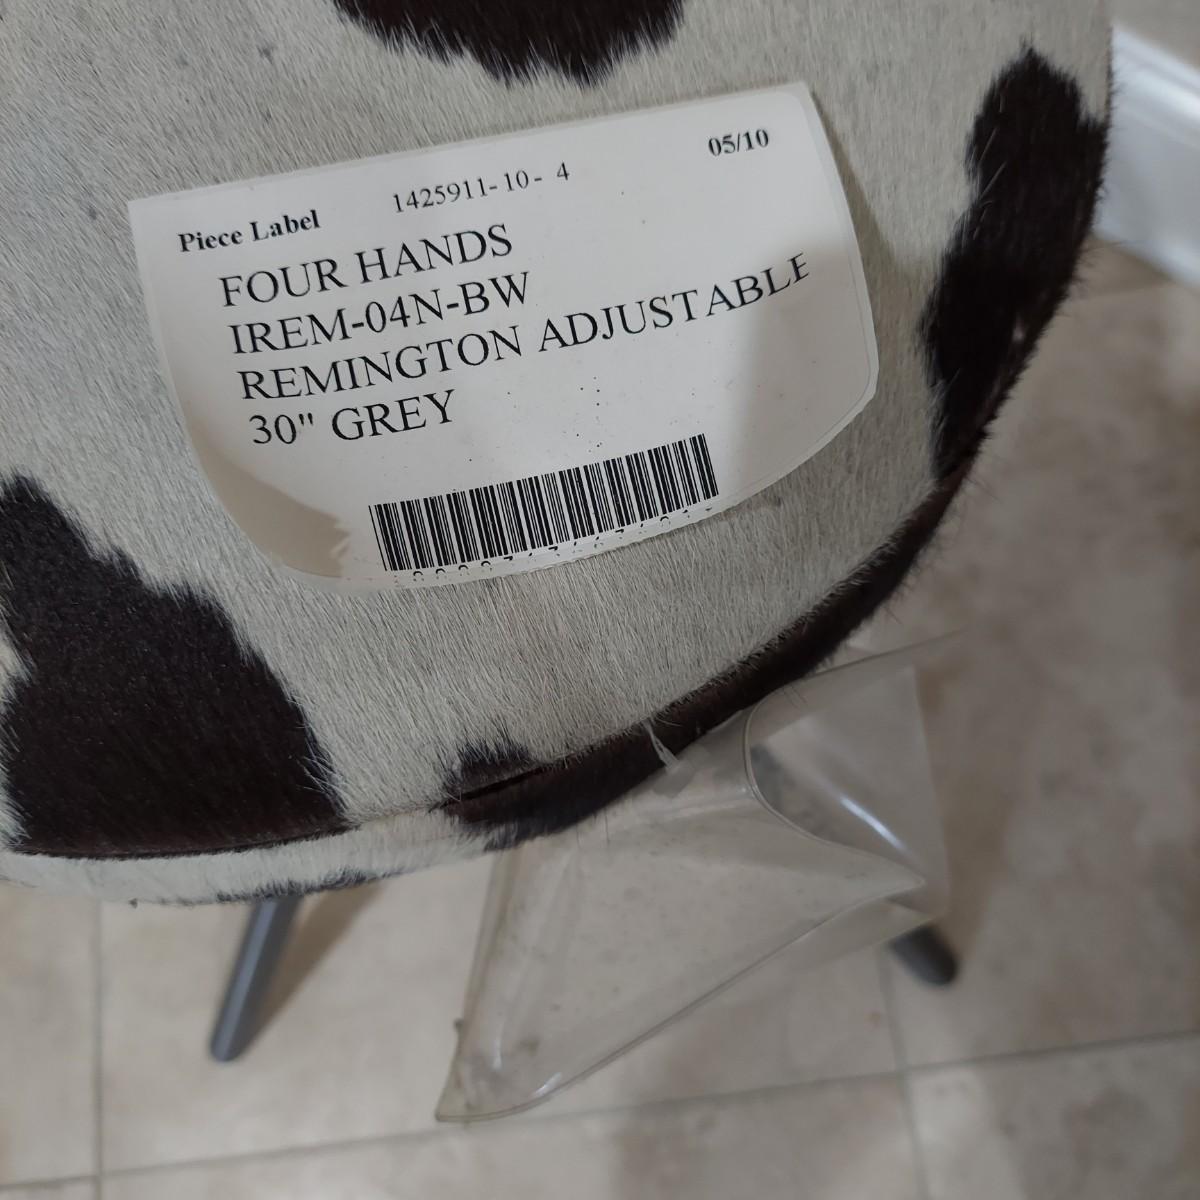 05/10
Piece Label 1425911-10- 4
FOUR HANDS
IREM-04N-BW
REMINGTON ADJUSTABLE
30" GREY